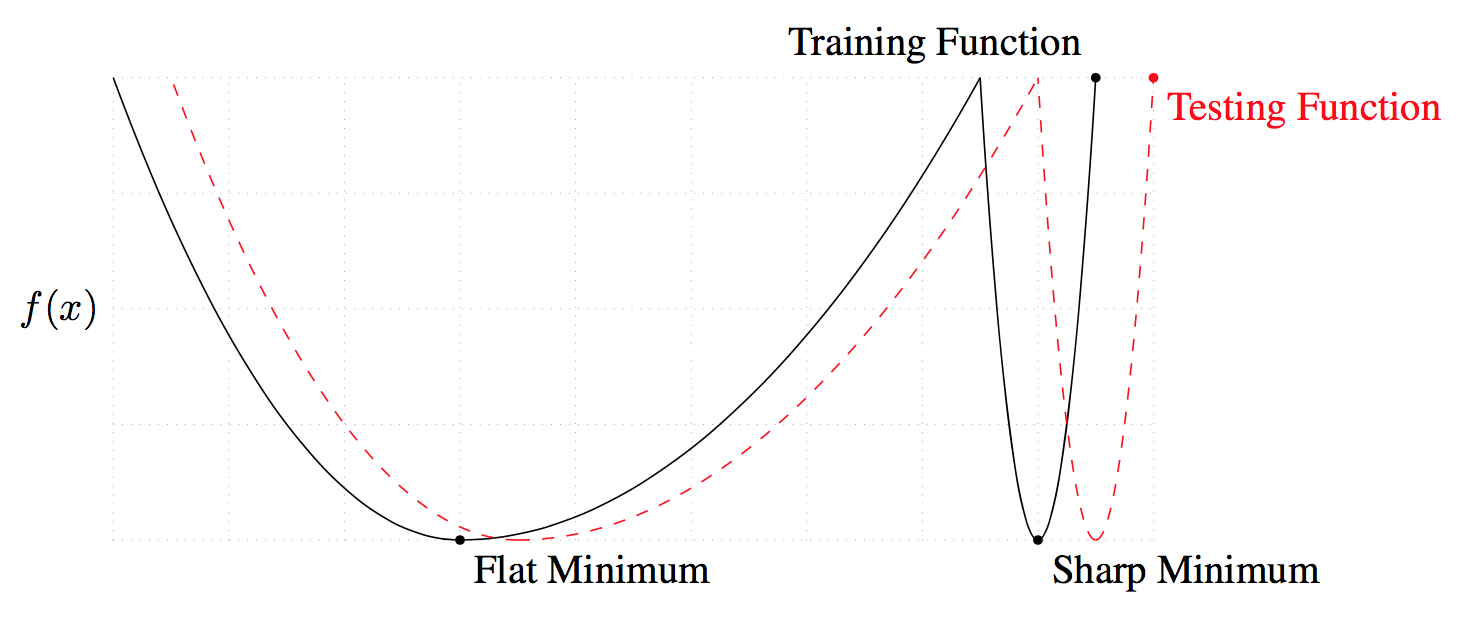 Training Function
Testing Function
f(x)
Flat Minimum
Sharp Minimum